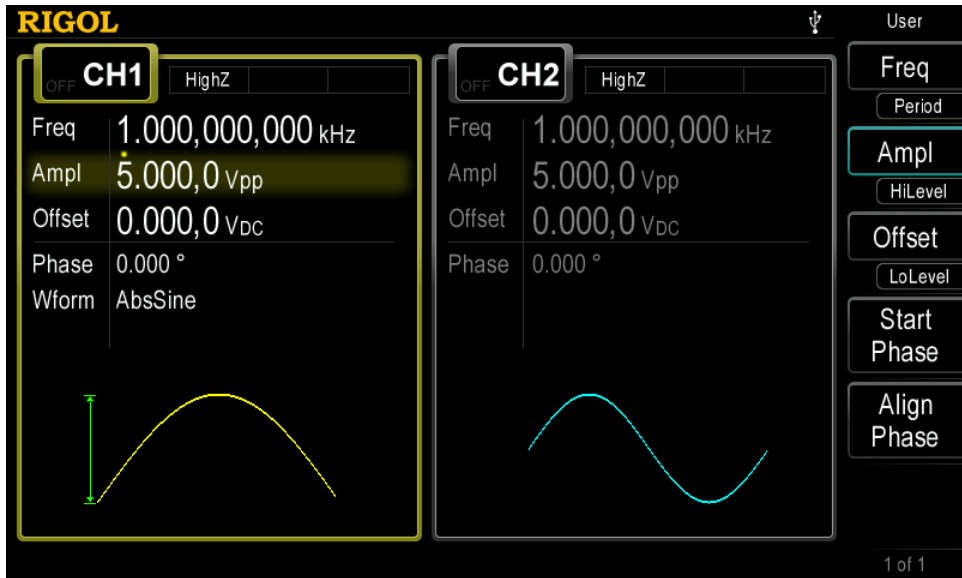 RIGOL
User
OFF CH1 HighZ
Freq 1.000,000,000 kHz
Ampl 5.000,0 Vpp
Offset 0.000,0 VDC
Phase 0.000 °
Wform AbsSine
OFF CH2 HighZ
Freq 1.000,000,000 kHz
Ampl 5.000,0 Vpp
Offset 0.000,0 VDC
Phase 0.000 °
Freq
Period
Ampl
HiLevel
Offset
LoLevel
Start
Phase
Align
Phase
1 of 1